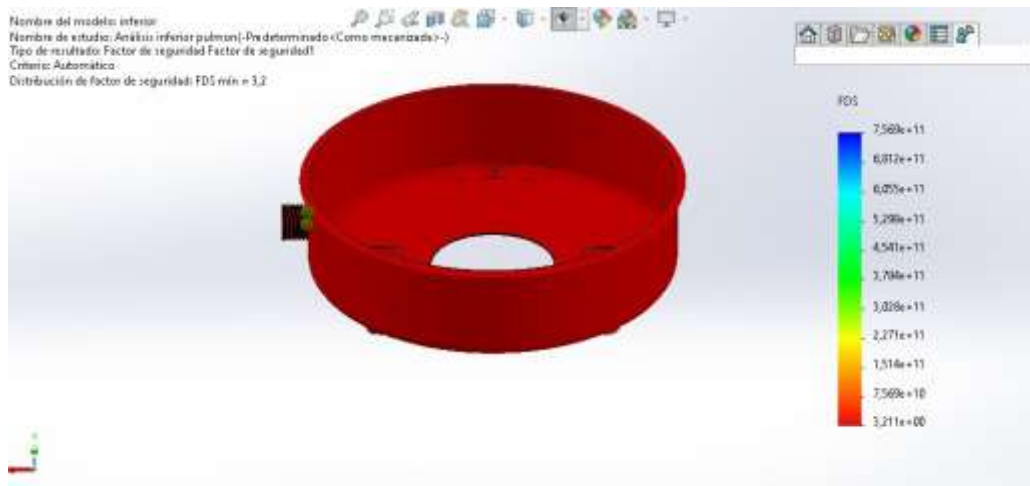 Nombre del modelo: inferior
Nombre de estudio: Análisis inferior pulmon(-Predeterminado<Como mecanizada>-)
Tipo de resultado: Factor de seguridad Factor de seguridad1
Criterio: Automático
Distribución de factor de seguridad: FDS mín = 3,2
FDS
7,569e+11
6,812e+11
6,055e+11
5,298e+11
4,541e+11
3,784e+11
3,028e+11
2,271e+11
1,514e+11
7,569e+10
3,211e+00